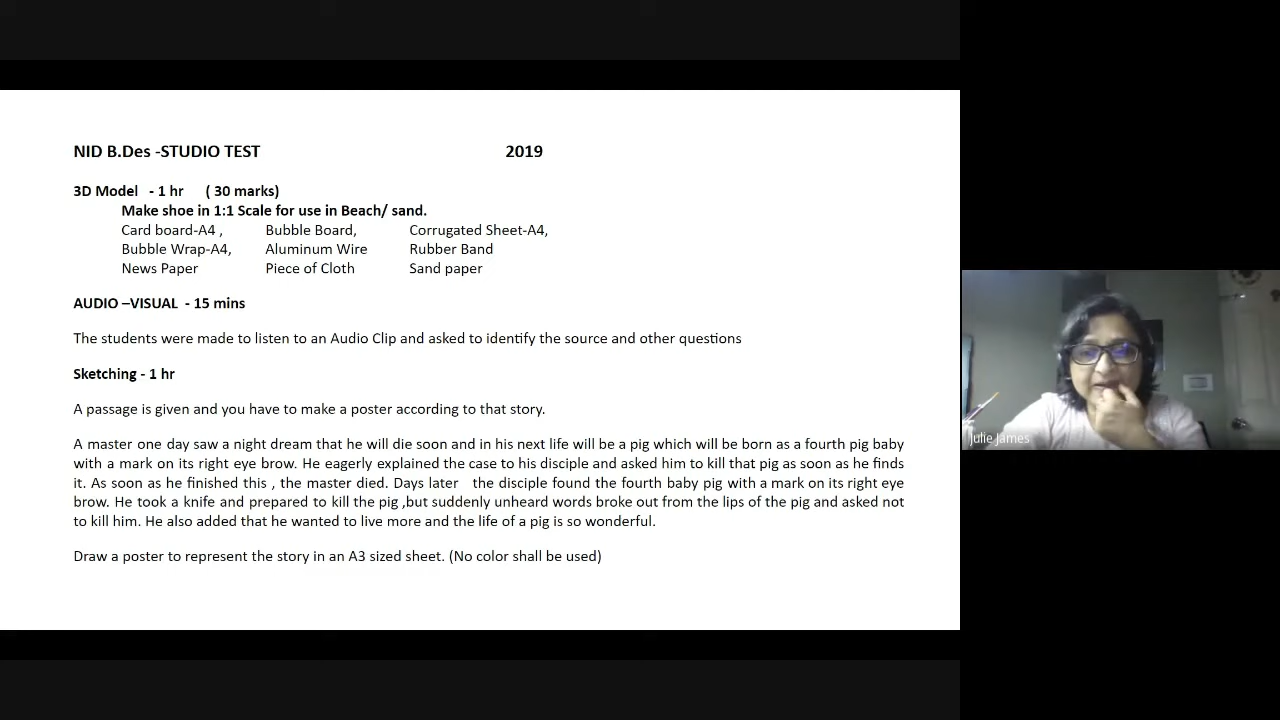 NID B.Des -STUDIO TEST 2019
3D Model - 1 hr ( 30 marks)
Make shoe in 1:1 Scale for use in Beach/ sand.
Card board-A4 , Bubble Board, Corrugated Sheet-A4,
Bubble Wrap-A4, Aluminum Wire Rubber Band
News Paper Piece of Cloth Sand paper
AUDIO –VISUAL - 15 mins
The students were made to listen to an Audio Clip and asked to identify the source and other questions
Sketching - 1 hr
A passage is given and you have to make a poster according to that story.
A master one day saw a night dream that he will die soon and in his next life will be a pig which will be born as a fourth pig baby
with a mark on its right eye brow. He eagerly explained the case to his disciple and asked him to kill that pig as soon as he finds
it. As soon as he finished this , the master died. Days later the disciple found the fourth baby pig with a mark on its right eye
brow. He took a knife and prepared to kill the pig ,but suddenly unheard words broke out from the lips of the pig and asked not
to kill him. He also added that he wanted to live more and the life of a pig is so wonderful.
Draw a poster to represent the story in an A3 sized sheet. (No color shall be used)
Julie James